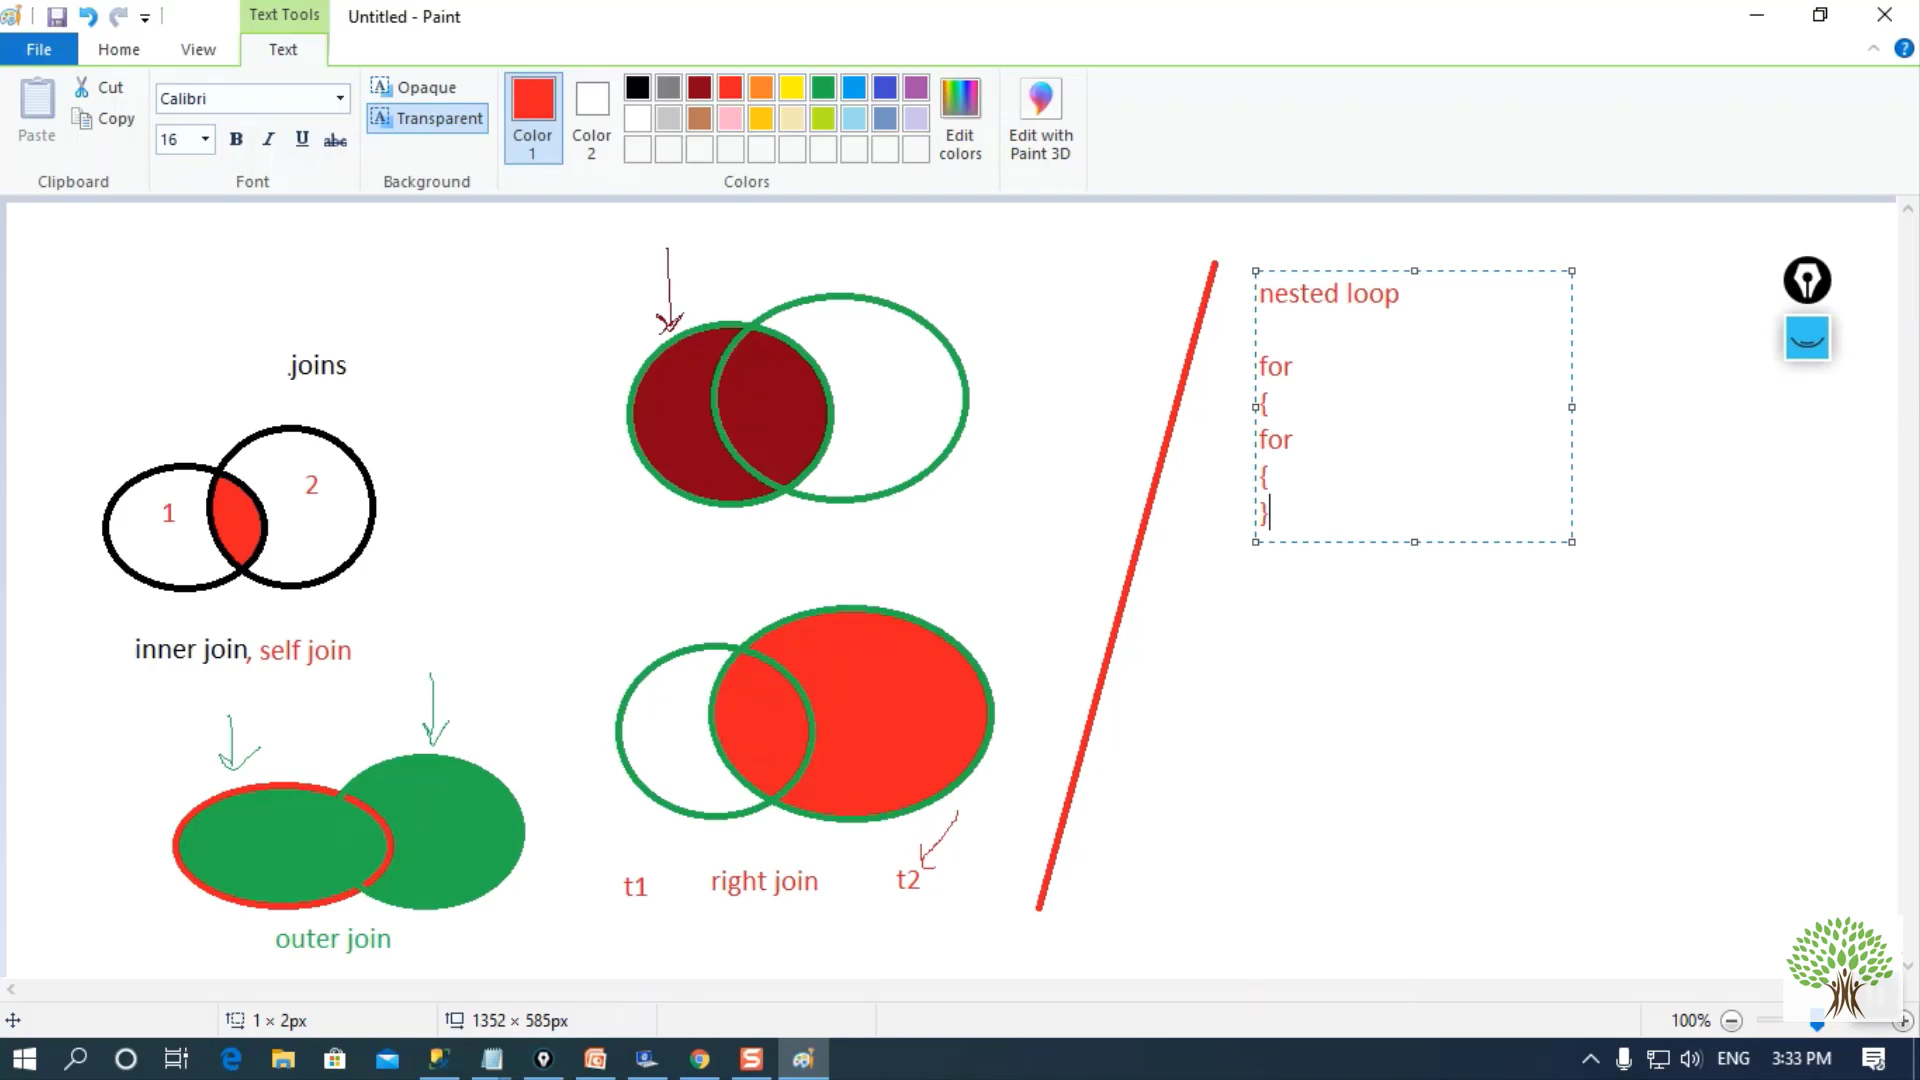 Text Tools
Untitled - Paint
File
Home
View
Text
Paste
Cut
Copy
Clipboard
Calibri
16
B I U abc
Font
Opaque
Transparent
Background
Color 1
Color 2
Colors
Edit colors
Edit with Paint 3D
joins
1
2
inner join, self join
outer join
t1
right join
t2
nested loop
for
{
for
{
}
1 × 2px
1352 × 585px
100%
ENG
3:33 PM